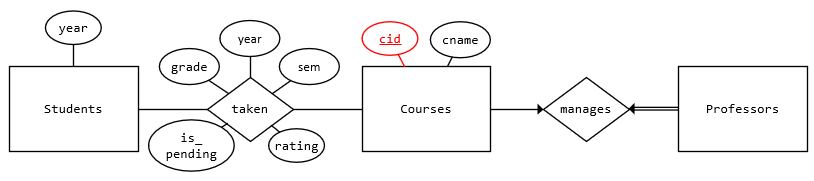 year
grade
year
sem
cid
cname
Students
taken
Courses
manages
Professors
is_
pending
rating